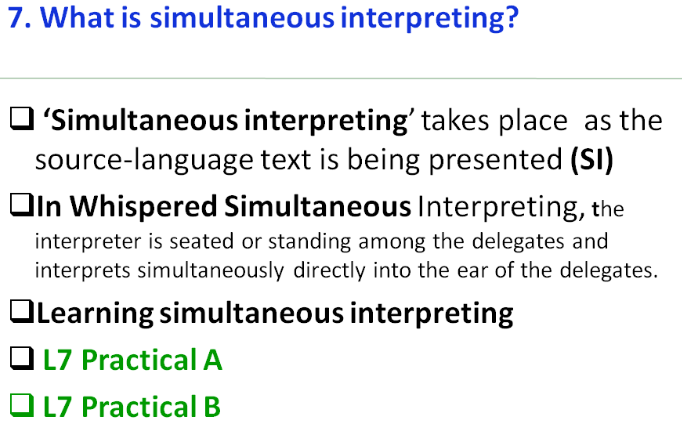 7. What is simultaneous interpreting?
❑ ‘Simultaneous interpreting’ takes place as the
source-language text is being presented (SI)
❑In Whispered Simultaneous Interpreting, the
interpreter is seated or standing among the delegates and
interprets simultaneously directly into the ear of the delegates.
❑Learning simultaneous interpreting
❑ L7 Practical A
❑ L7 Practical B